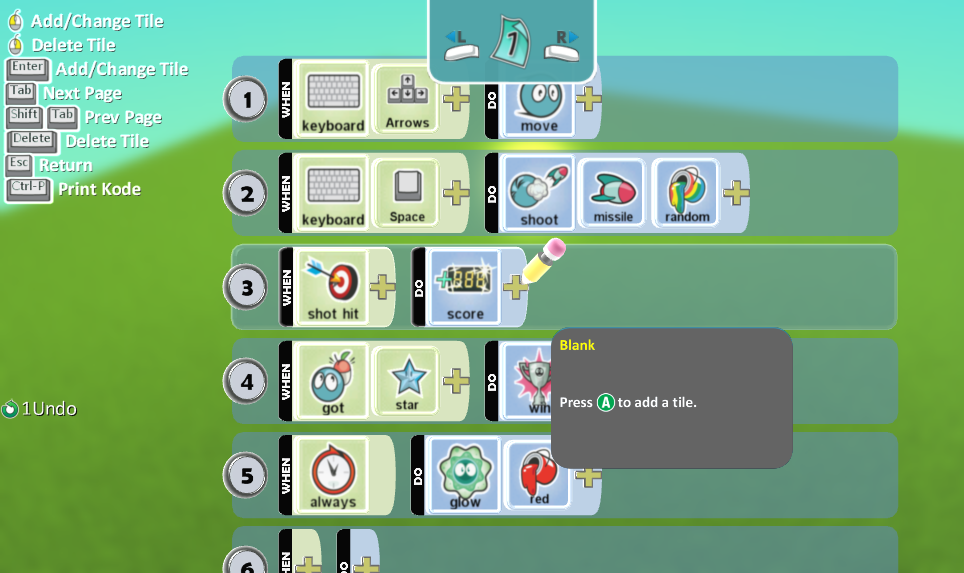 Add/Change Tile
Delete Tile
Enter Add/Change Tile
Tab Next Page
Shift Tab Prev Page
Delete Delete Tile
Esc Return
Ctrl-P Print Kode
L 1 R
1 WHEN keyboard Arrows DO move
2 WHEN keyboard Space DO shoot missile random
3 WHEN shot hit DO score
4 WHEN got star DO win
Blank
Press A to add a tile.
1Undo
5 WHEN always DO glow red
6